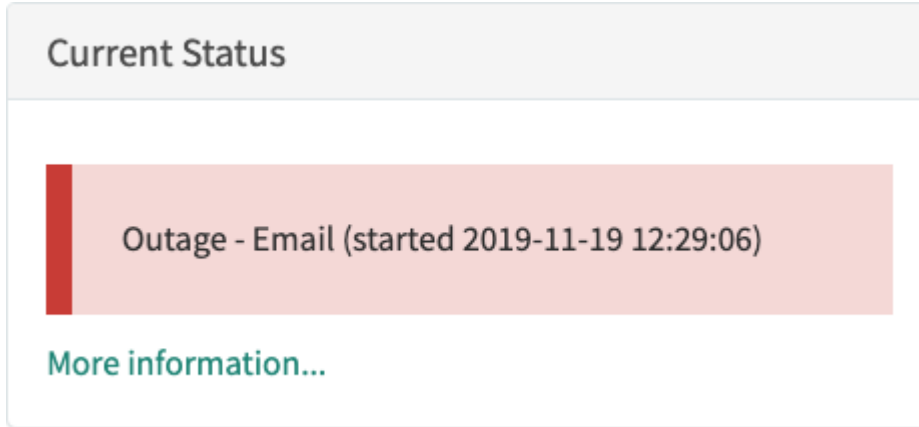 Current Status
Outage - Email (started 2019-11-19 12:29:06)
More information...